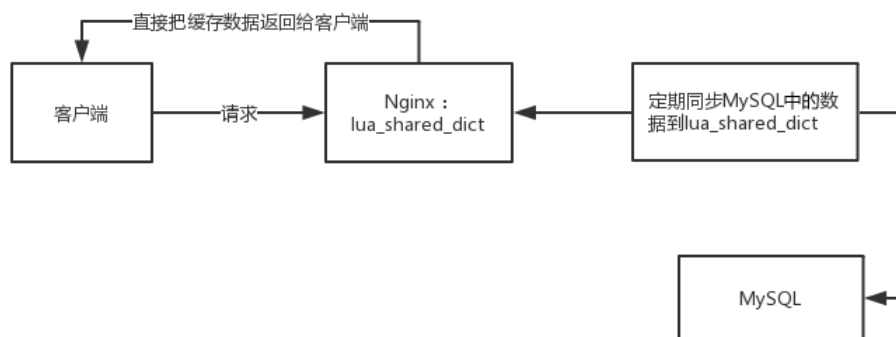 直接把缓存数据返回给客户端
客户端
请求
Nginx：
lua_shared_dict
定期同步MySQL中的数
据到lua_shared_dict
MySQL